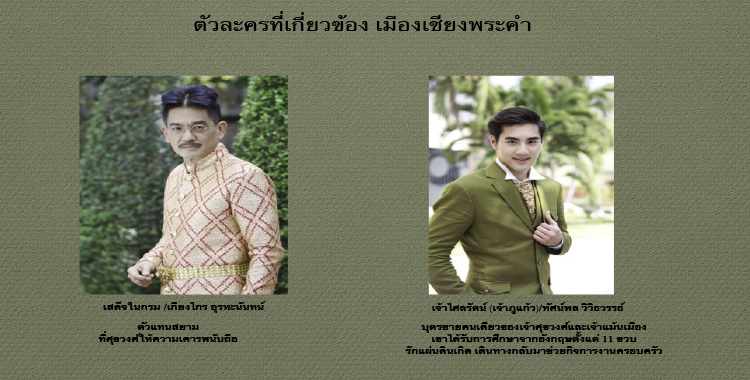 ตัวละครที่เกี่ยวข้อง เมืองเชียงพระคำ
เสด็จในกรม /เกียงไกร อุรหะนันทน์
ตัวแทนสยาม
ที่ศุขวงศ์ให้ความเคารพนับถือ
เจ้าไศลรัตน์ (เจ้าภูแก้ว)/ทัศน์พล วิวิธวรรธ์
บุตรชายคนเดียวของเจ้าศุขวงศ์และเจ้าแม้นเมือง
เขาได้รับการศึกษาจากอังกฤษตั้งแต่ 11 ขวบ
รักแผ่นดินเกิด เดินทางกลับมาช่วยกิจการงานครอบครัว